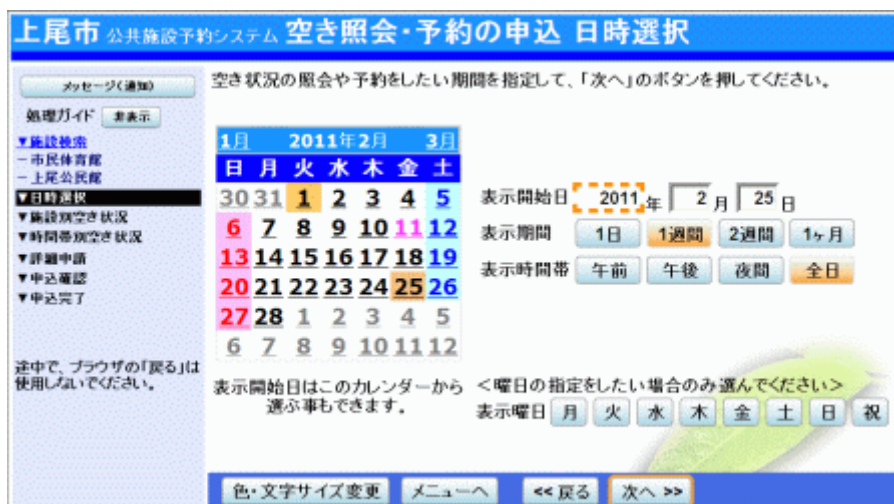 上尾市 公共施設予約システム 空き照会・予約の申込 日時選択
メッセージ(通知)
処理ガイド 非表示
▼施設検索
－市民体育館
－上尾公民館
▼日時選択
▼施設別空き状況
▼時間帯別空き状況
▼詳細申請
▼申込確認
▼申込完了
途中で、ブラウザの「戻る」は
使用しないでください。
空き状況の照会や予約をしたい期間を指定して、「次へ」のボタンを押してください。
1月 2011年2月 3月
日 月 火 水 木 金 土
30 31 1 2 3 4 5
6 7 8 9 10 11 12
13 14 15 16 17 18 19
20 21 22 23 24 25 26
27 28 1 2 3 4 5
6 7 8 9 10 11 12
表示開始日はこのカレンダーから
選ぶ事もできます。
表示開始日 2011 年 2 月 25 日
表示期間 1日 1週間 2週間 1ヶ月
表示時間帯 午前 午後 夜間 全日
＜曜日の指定をしたい場合のみ選んでください＞
表示曜日 月 火 水 木 金 土 日 祝
色・文字サイズ変更 メニューへ << 戻る 次へ >>